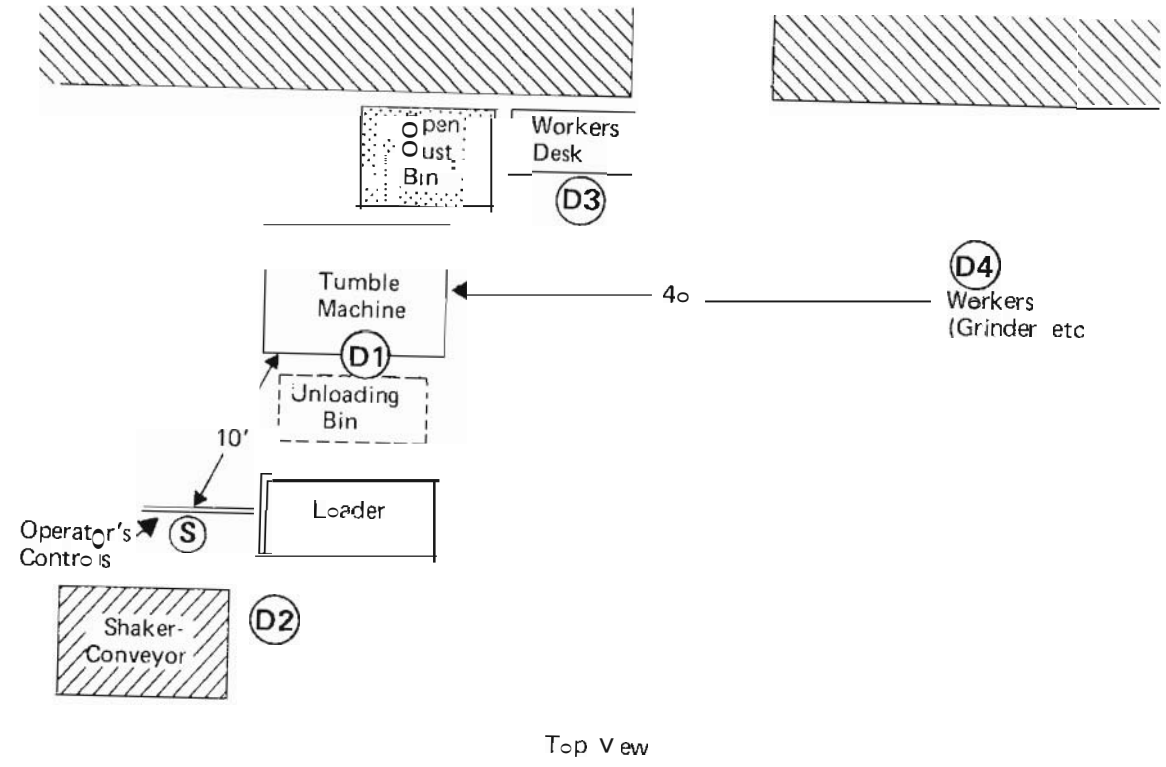 Open
Dust
Bin
Workers
Desk
D3
Tumble
Machine
D1
40
D4
Workers
(Grinder etc
Unloading
Bin
10'
Loader
Operator's
Controls
S
Shaker-
Conveyor
D2
Top View